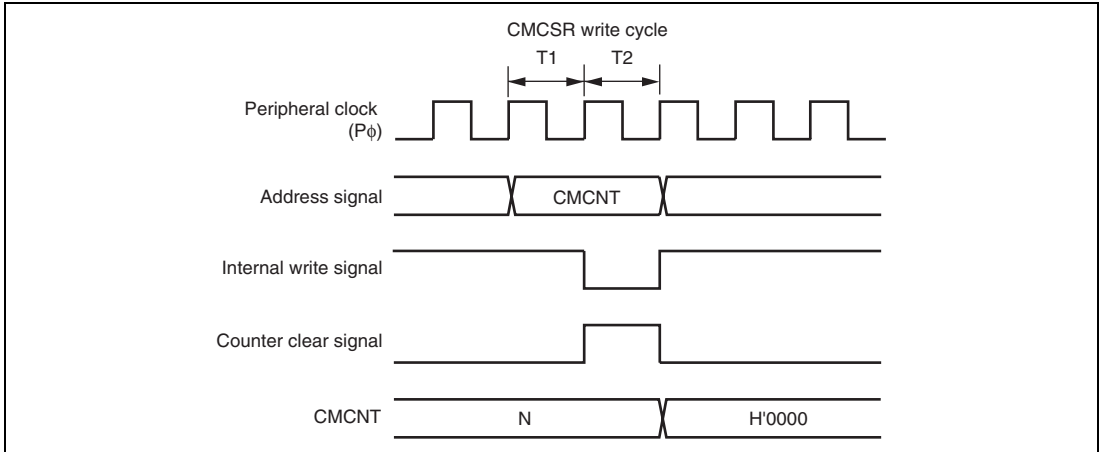 CMCSR write cycle
T1 T2
Peripheral clock
(Pϕ)
Address signal CMCNT
Internal write signal
Counter clear signal
CMCNT N H'0000